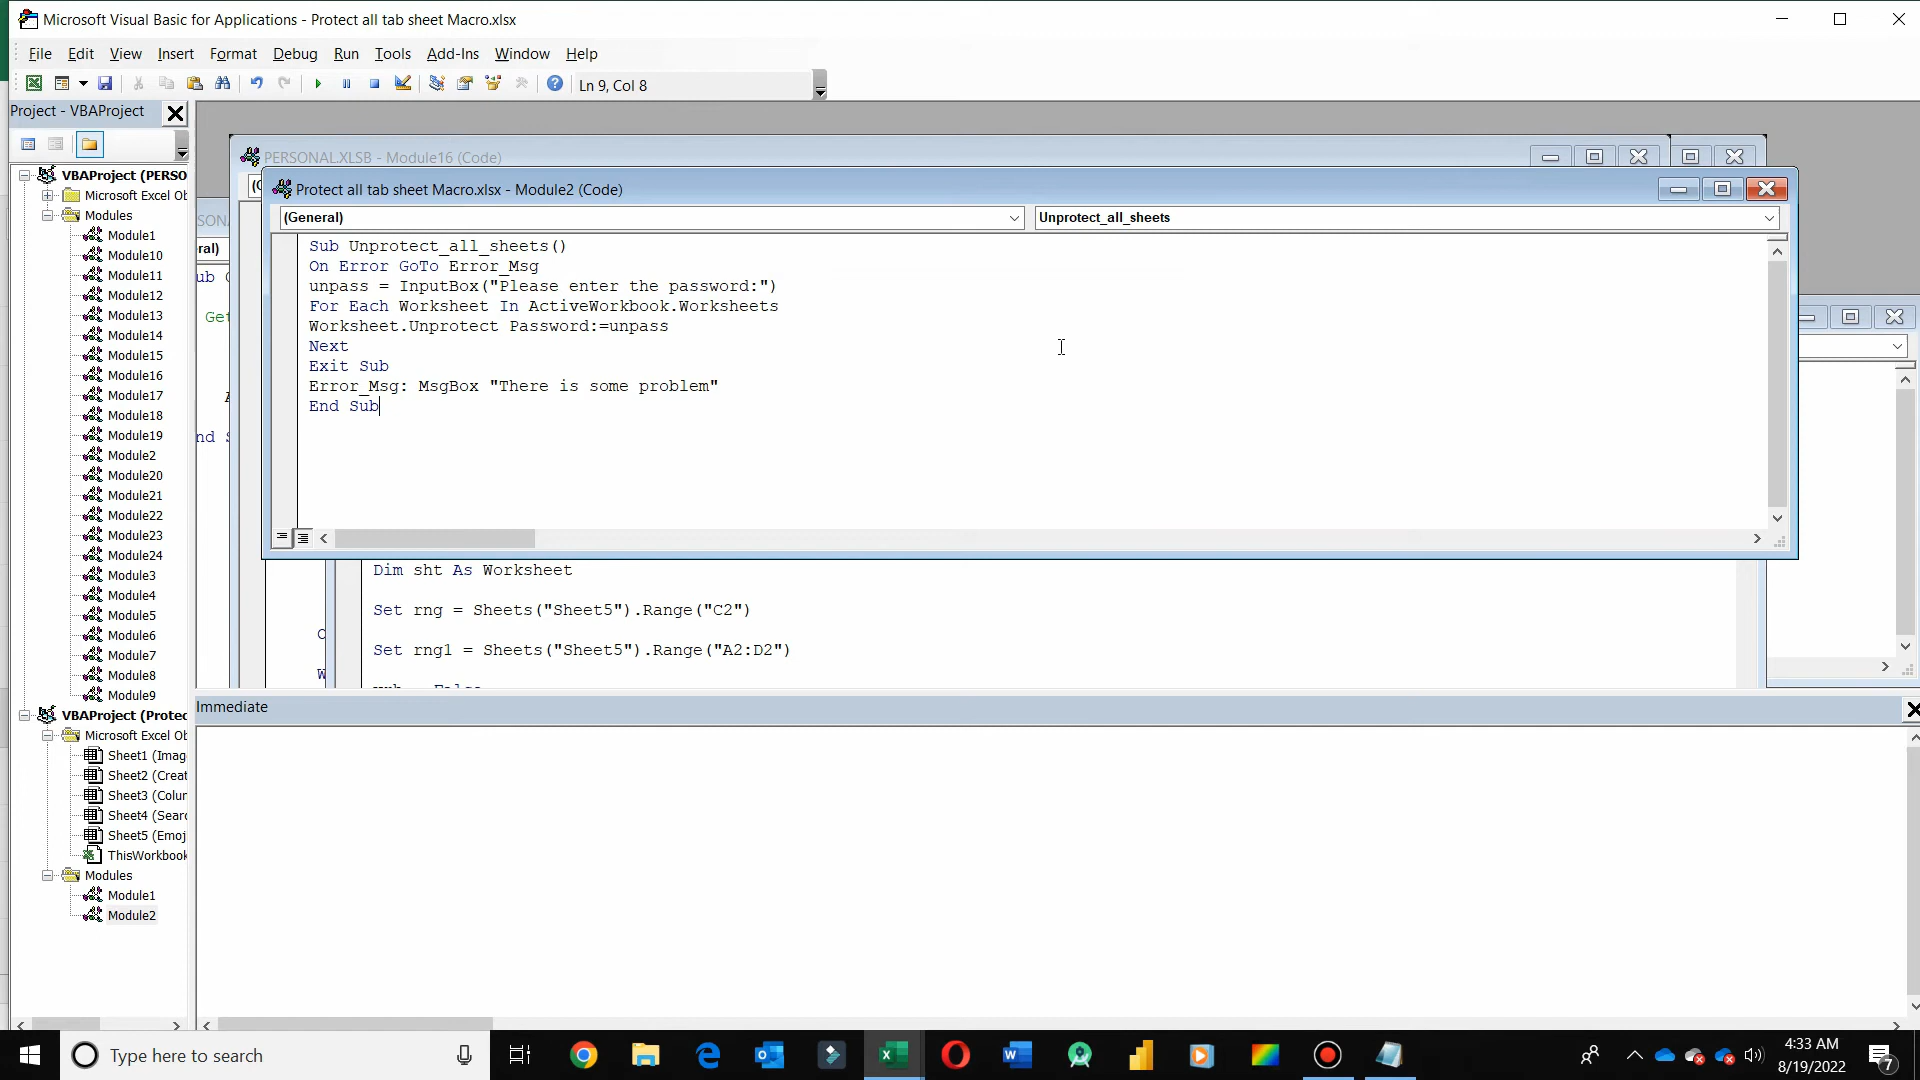 Microsoft Visual Basic for Applications - Protect all tab sheet Macro.xlsx
File Edit View Insert Format Debug Run Tools Add-Ins Window Help
Ln 9, Col 8
Project - VBAProject
VBAProject (PERSO
Microsoft Excel Ob
Modules
Module1
Module10
Module11
Module12
Module13
Module14
Module15
Module16
Module17
Module18
Module19
Module2
Module20
Module21
Module22
Module23
Module24
Module3
Module4
Module5
Module6
Module7
Module8
Module9
VBAProject (Protec
Microsoft Excel Ob
Sheet1 (Imag
Sheet2 (Creat
Sheet3 (Colur
Sheet4 (Searc
Sheet5 (Emoj
ThisWorkbook
Modules
Module1
Module2
PERSONAL.XLSB - Module16 (Code)
Protect all tab sheet Macro.xlsx - Module2 (Code)
(General)
Unprotect_all_sheets
Sub Unprotect_all_sheets()
On Error GoTo Error_Msg
unpass = InputBox("Please enter the password:")
For Each Worksheet In ActiveWorkbook.Worksheets
Worksheet.Unprotect Password:=unpass
Next
Exit Sub
Error_Msg: MsgBox "There is some problem"
End Sub
Dim sht As Worksheet
Set rng = Sheets("Sheet5").Range("C2")
Set rng1 = Sheets("Sheet5").Range("A2:D2")
Immediate
Type here to search
4:33 AM
8/19/2022
7